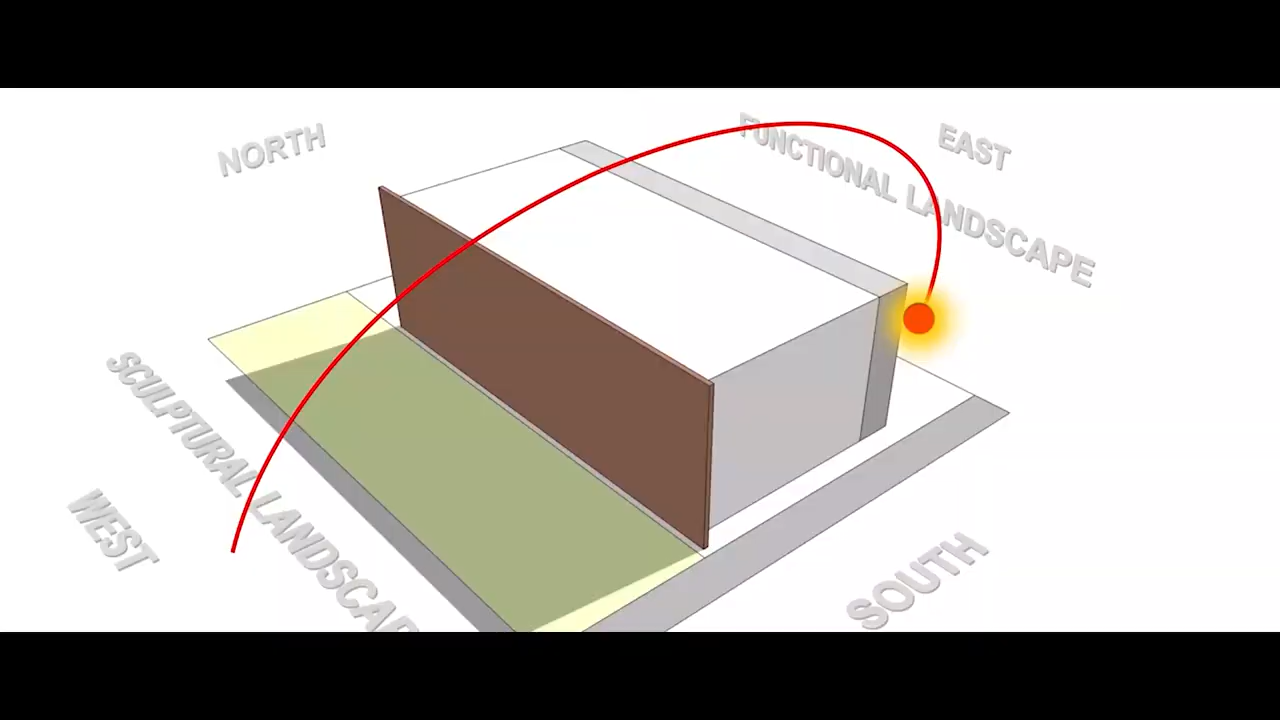 NORTH
EAST
FUNCTIONAL LANDSCAPE
SCULPTURAL LANDSCAP
WEST
SOUTH